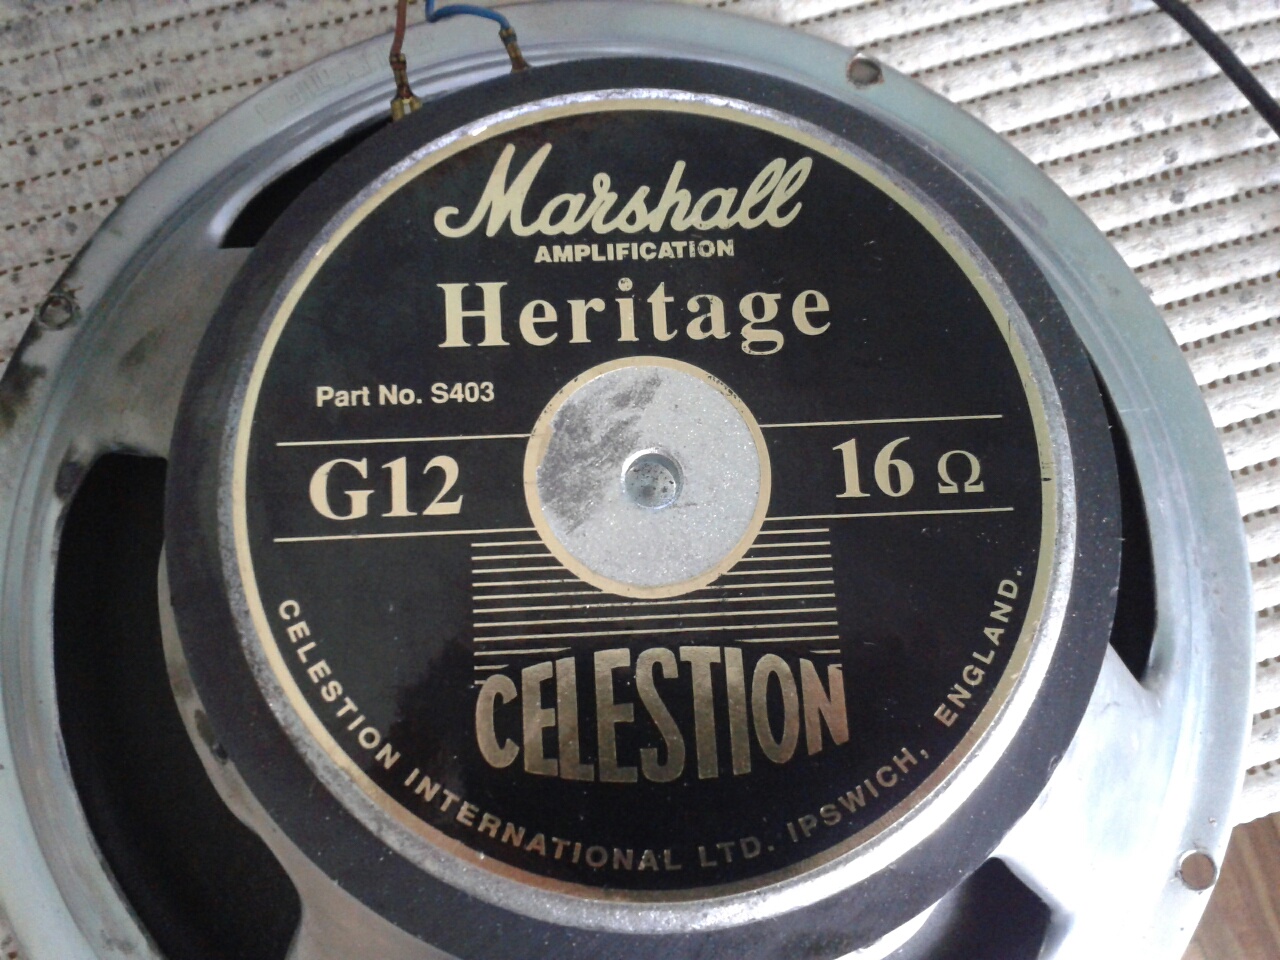 Marshall
AMPLIFICATION
Heritage
Part No. S403
G12
16 Ω
CELESTION
CELESTION INTERNATIONAL LTD. IPSWICH, ENGLAND.